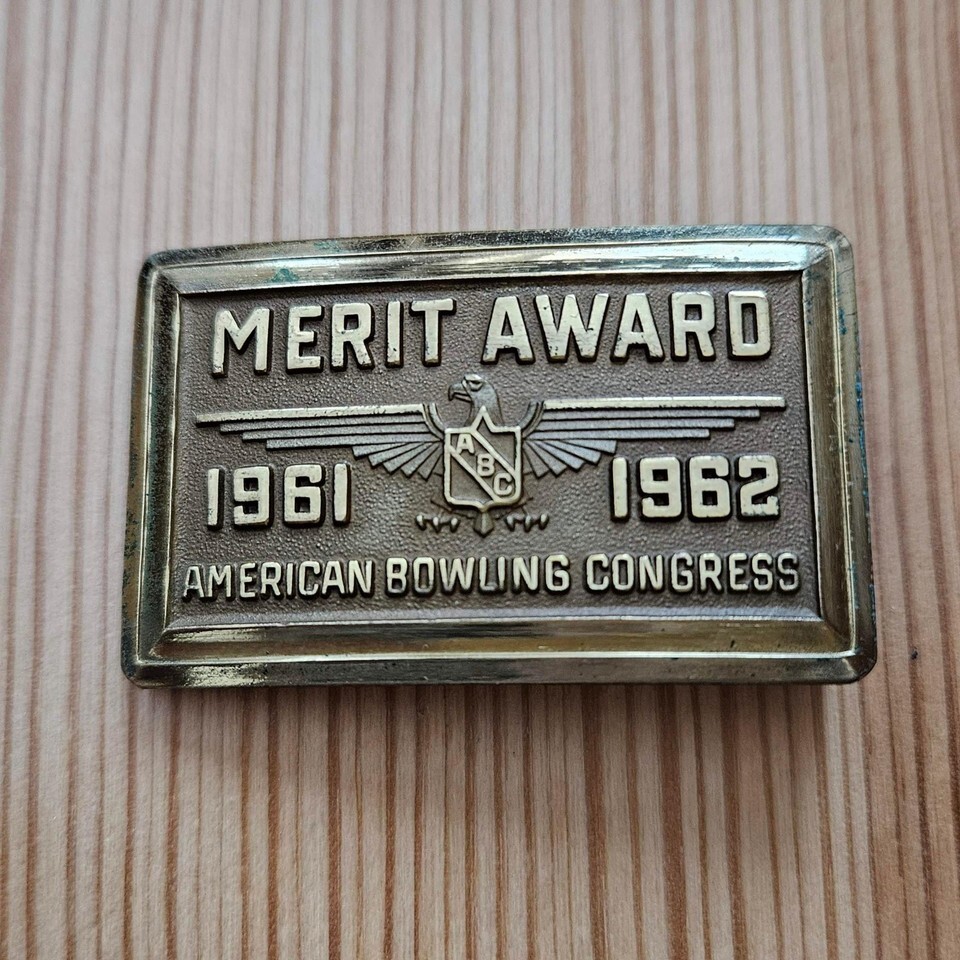 MERIT AWARD
ABC
1961 1962
AMERICAN BOWLING CONGRESS